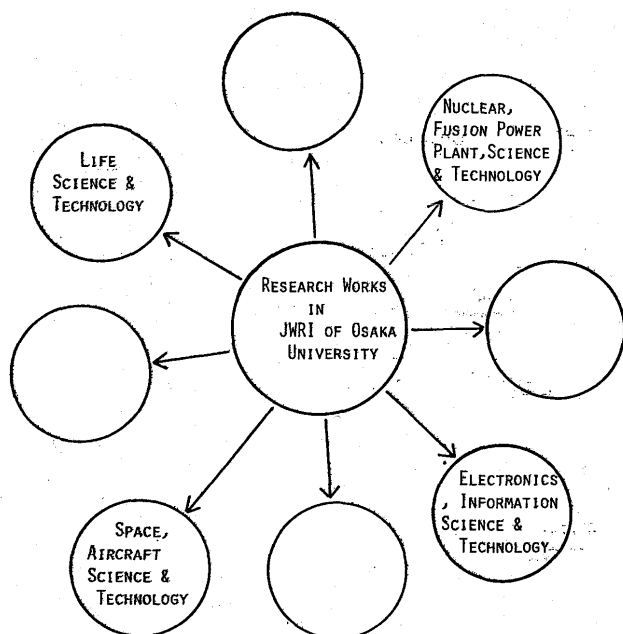 NUCLEAR,
FUSION POWER
PLANT, SCIENCE
& TECHNOLOGY
LIFE
SCIENCE &
TECHNOLOGY
RESEARCH WORKS
IN
JWRI OF OSAKA
UNIVERSITY
ELECTRONICS
, INFORMATION
SCIENCE &
TECHNOLOGY
SPACE,
AIRCRAFT
SCIENCE &
TECHNOLOGY